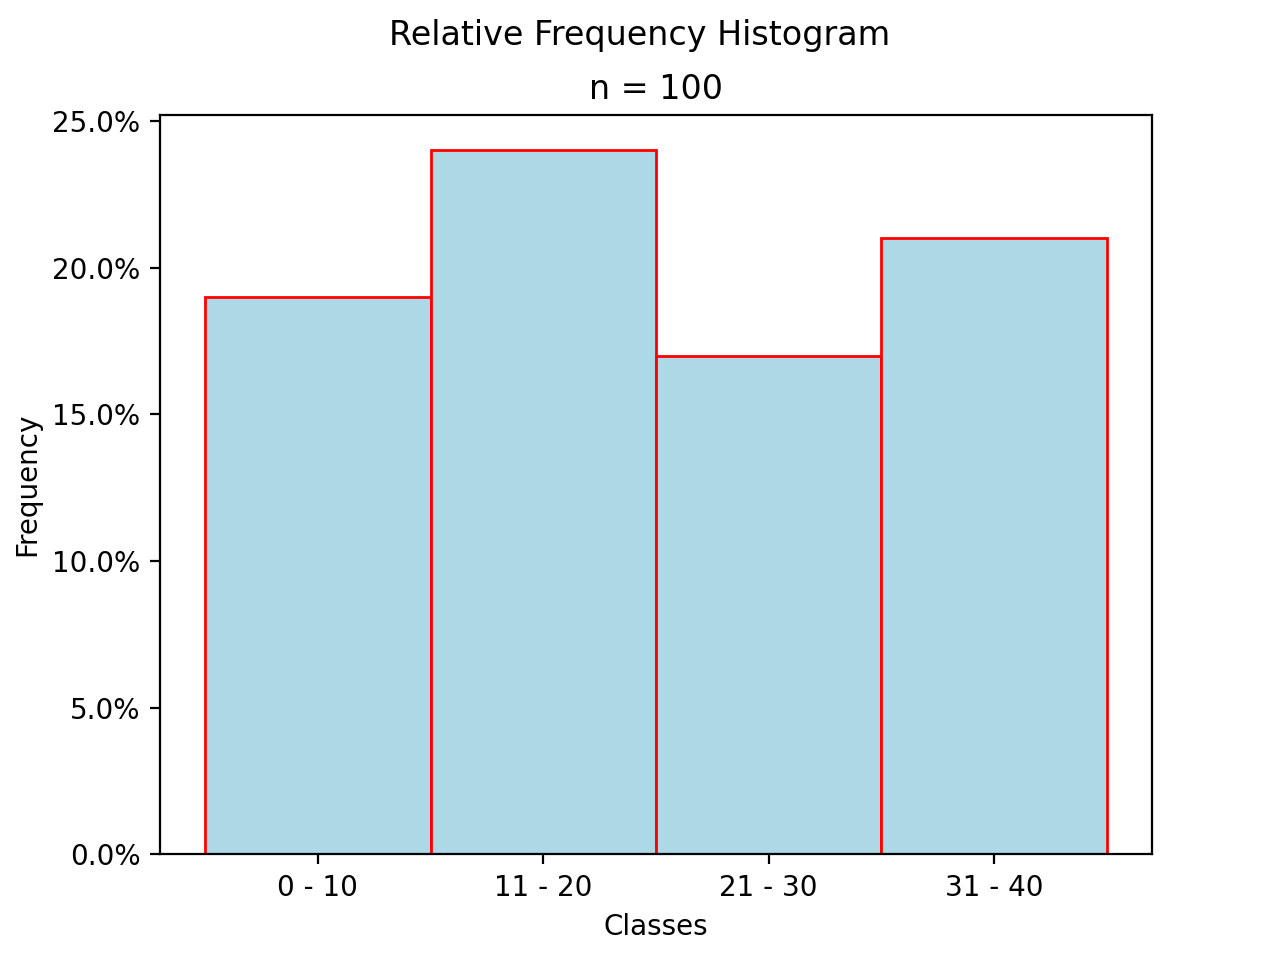 Relative Frequency Histogram
n = 100
25.0%
20.0%
15.0%
10.0%
5.0%
0.0%
Frequency
0 - 10
11 - 20
21 - 30
31 - 40
Classes